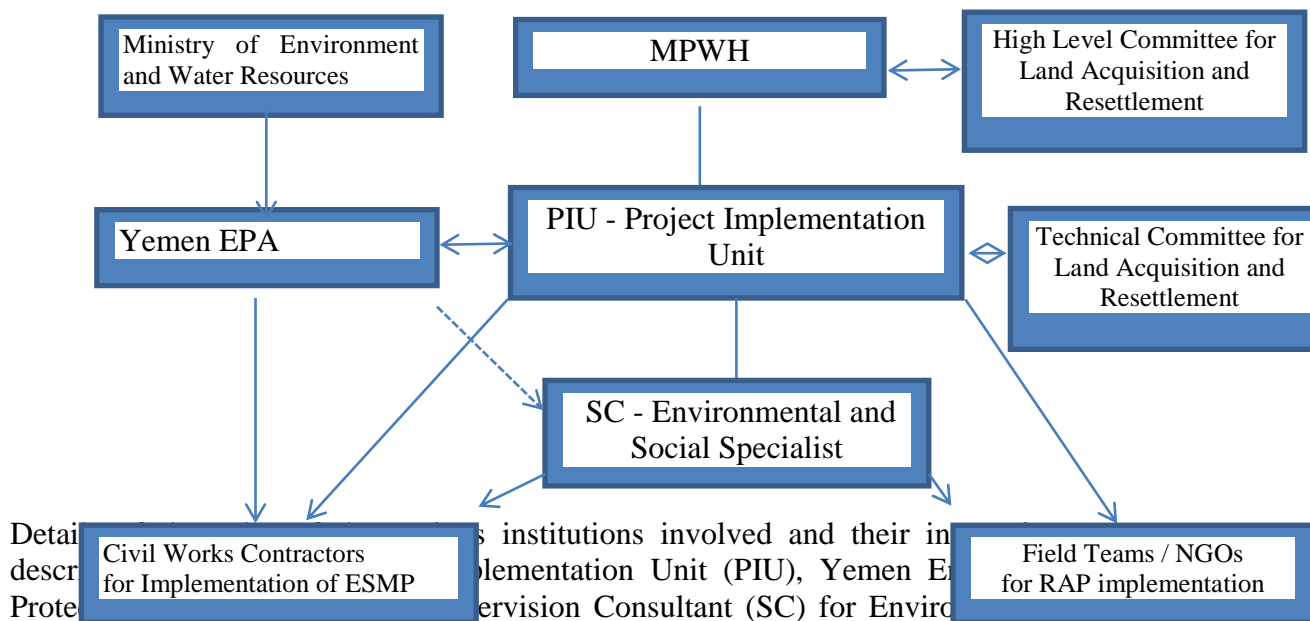 Ministry of Environment
and Water Resources
MPWH
High Level Committee for
Land Acquisition and
Resettlement
Yemen EPA
PIU - Project Implementation
Unit
Technical Committee for
Land Acquisition and
Resettlement
SC - Environmental and
Social Specialist
Civil Works Contractors
for Implementation of ESMP
Field Teams / NGOs
for RAP implementation
institutions involved and their
Unit (PIU), Yemen
Consultant (SC) for